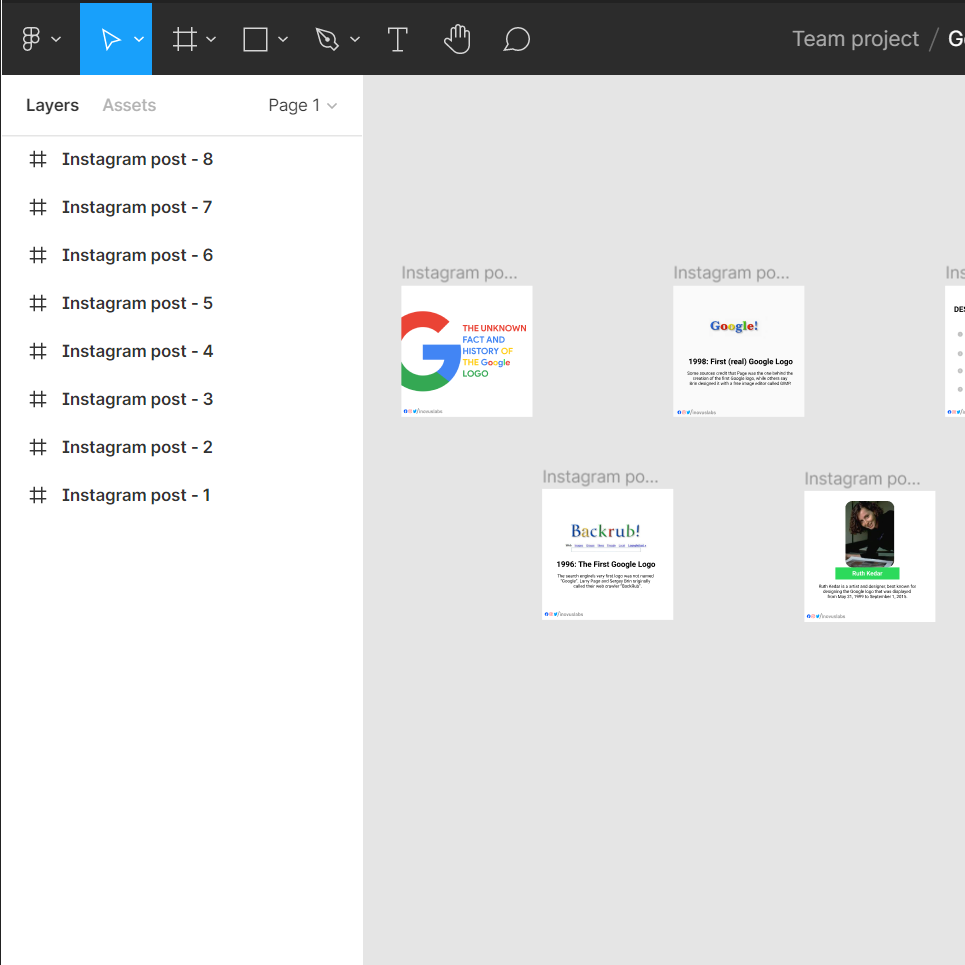 Team project / G
Layers
Assets
Page 1
Instagram post - 8
Instagram post - 7
Instagram post - 6
Instagram post - 5
Instagram post - 4
Instagram post - 3
Instagram post - 2
Instagram post - 1
Instagram po...
THE UNKNOWN
FACT AND
HISTORY OF
THE Google
LOGO
/inovuslabs
Instagram po...
Google!
1998: First (real) Google Logo
Some sources credit that Page was the one behind the
creation of the first Google logo, while others say
Brin designed it with a free image editor called GIMP.
/inovuslabs
Ins
DES
Instagram po...
Backrub!
1996: The First Google Logo
The search engine's very first logo was not named
"Google". Larry Page and Sergey Brin originally
called their web crawler "BackRub".
/inovuslabs
Instagram po...
Ruth Kedar
Ruth Kedar is a artist and designer, best known for
designing the Google logo that was displayed
from May 31, 1999 to September 1, 2015.
/inovuslabs